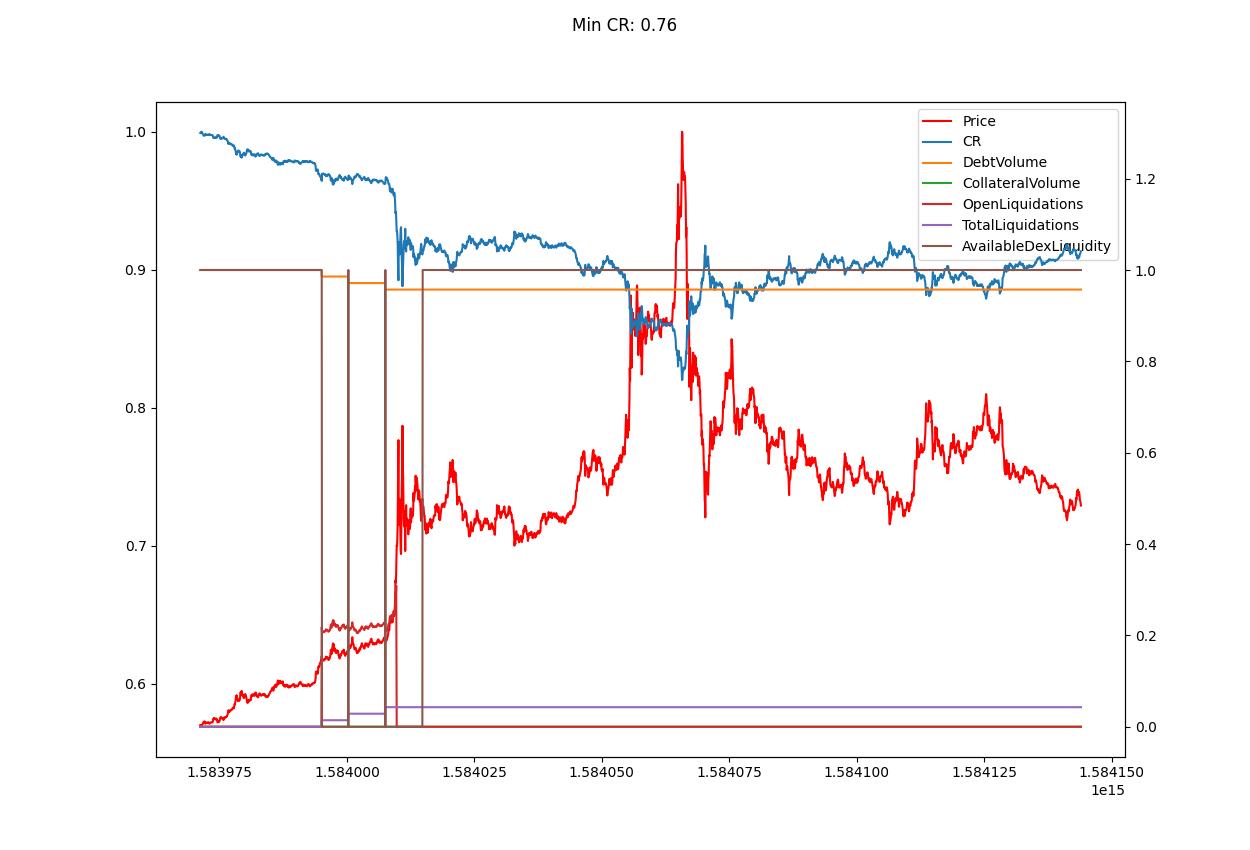 Min CR: 0.76
1.0
0.9
0.8
0.7
0.6
Price
CR
DebtVolume
CollateralVolume
OpenLiquidations
TotalLiquidations
AvailableDexLiquidity
1.2
1.0
0.8
0.6
0.4
0.2
0.0
1.583975 1.584000 1.584025 1.584050 1.584075 1.584100 1.584125 1.584150
1e15